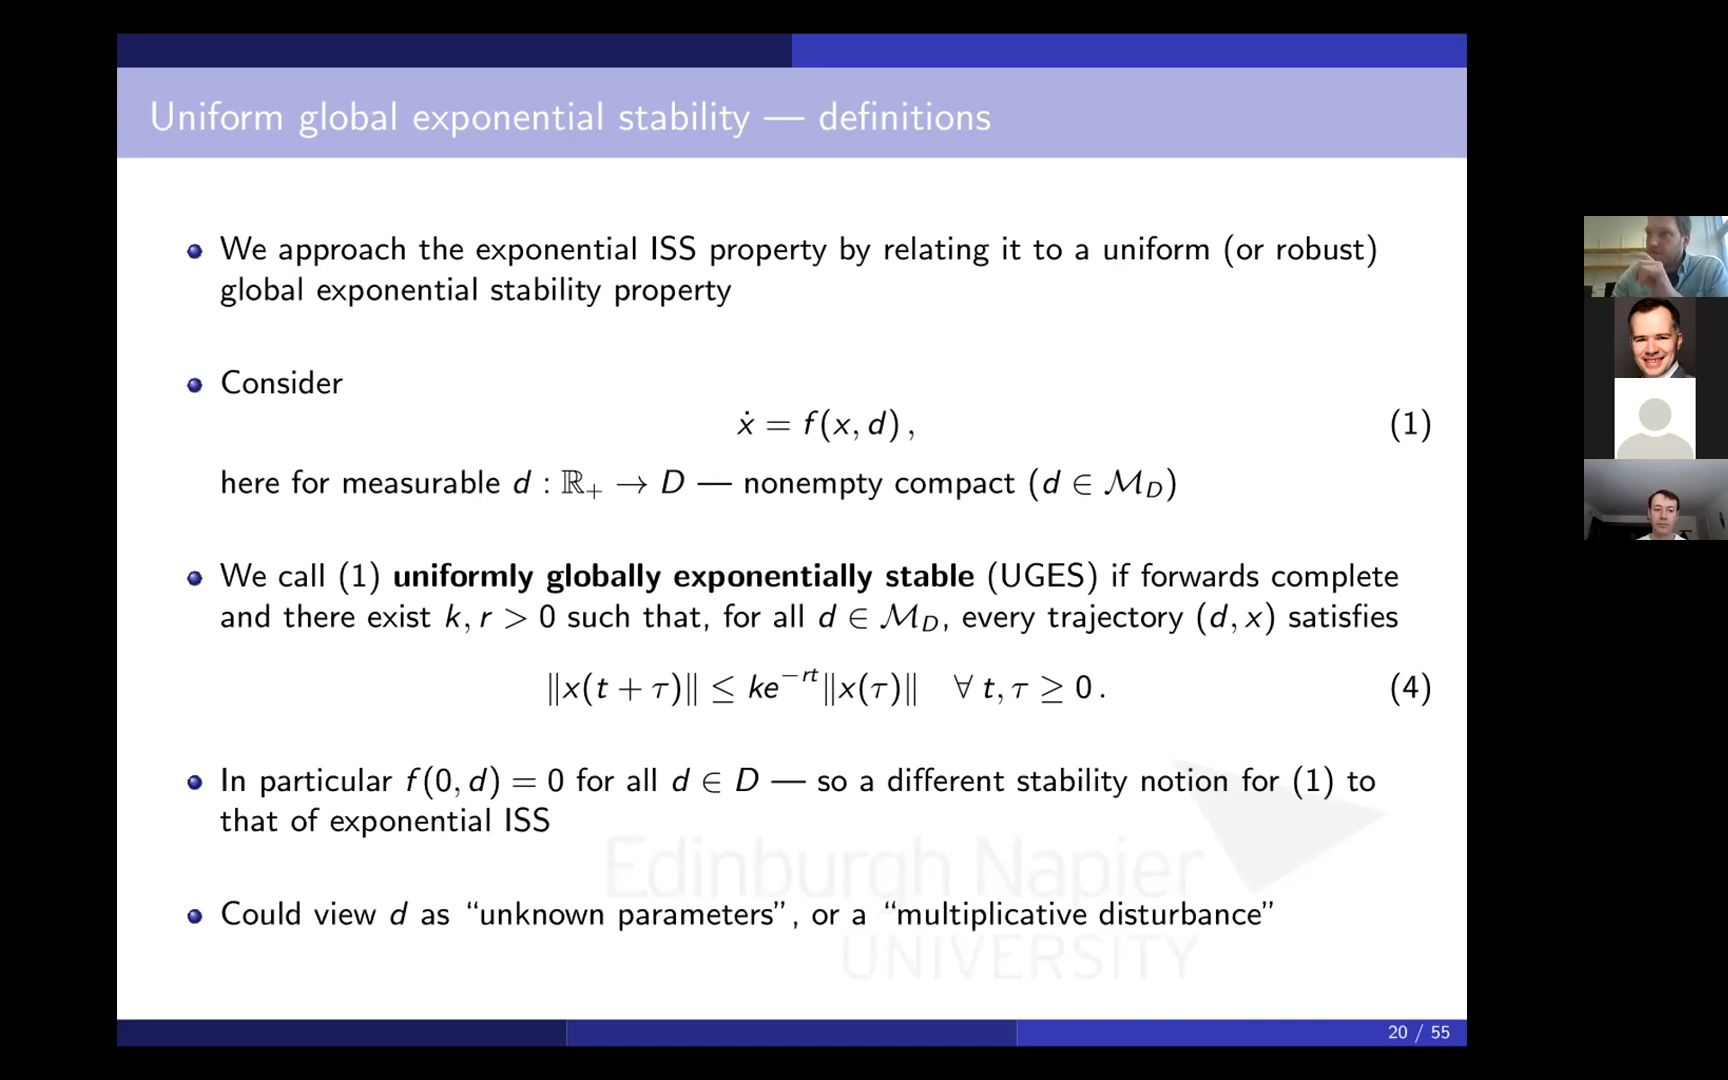 Uniform global exponential stability — definitions
We approach the exponential ISS property by relating it to a uniform (or robust)
global exponential stability property
Consider
ẋ = f(x, d) , (1)
here for measurable d : ℝ₊ → D — nonempty compact (d ∈ ℳ_D)
We call (1) uniformly globally exponentially stable (UGES) if forwards complete
and there exist k, r > 0 such that, for all d ∈ ℳ_D, every trajectory (d, x) satisfies
‖x(t + τ)‖ ≤ ke^{−rt}‖x(τ)‖ ∀ t, τ ≥ 0 . (4)
In particular f(0, d) = 0 for all d ∈ D — so a different stability notion for (1) to
that of exponential ISS
Edinburgh Napier
Could view d as “unknown parameters”, or a “multiplicative disturbance”
UNIVERSITY
20 / 55